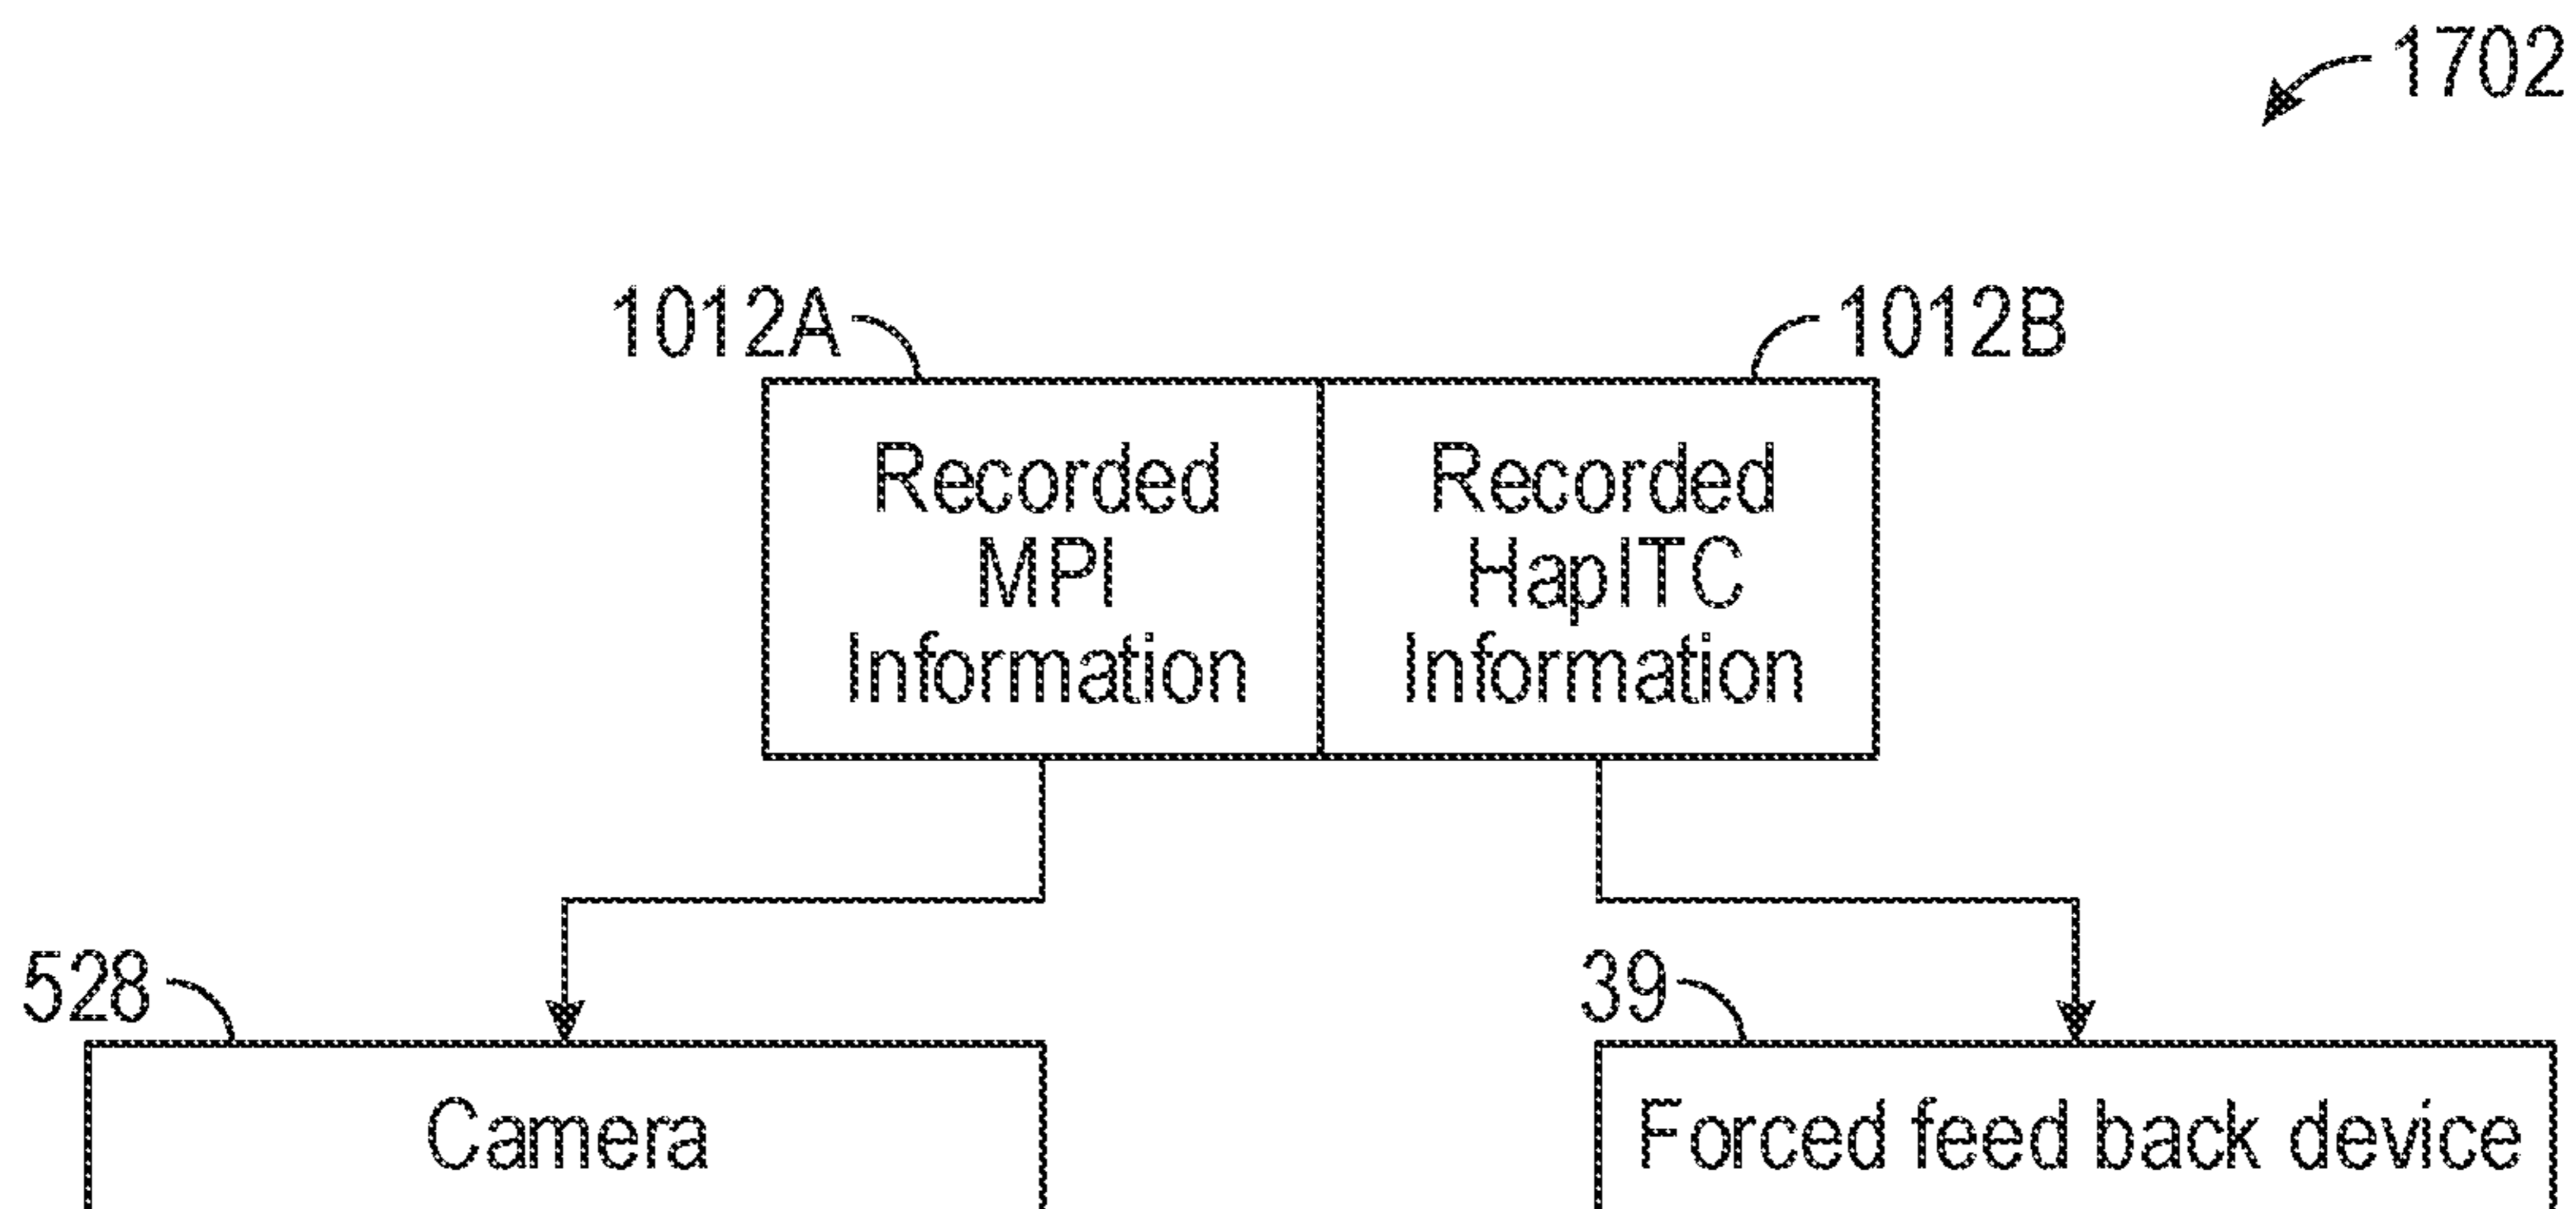 1702
1012A
1012B
Recorded
MPI
Information
Recorded
HapITC
Information
528
39
Camera
Forced feed back device